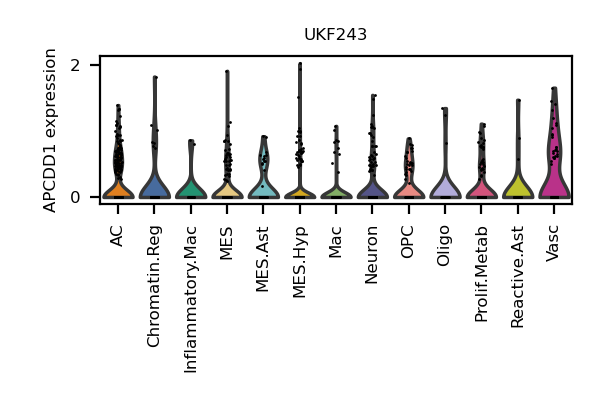 UKF243
APCDD1 expression
2
0
AC
Chromatin.Reg
Inflammatory.Mac
MES
MES.Ast
MES.Hyp
Mac
Neuron
OPC
Oligo
Prolif.Metab
Reactive.Ast
Vasc